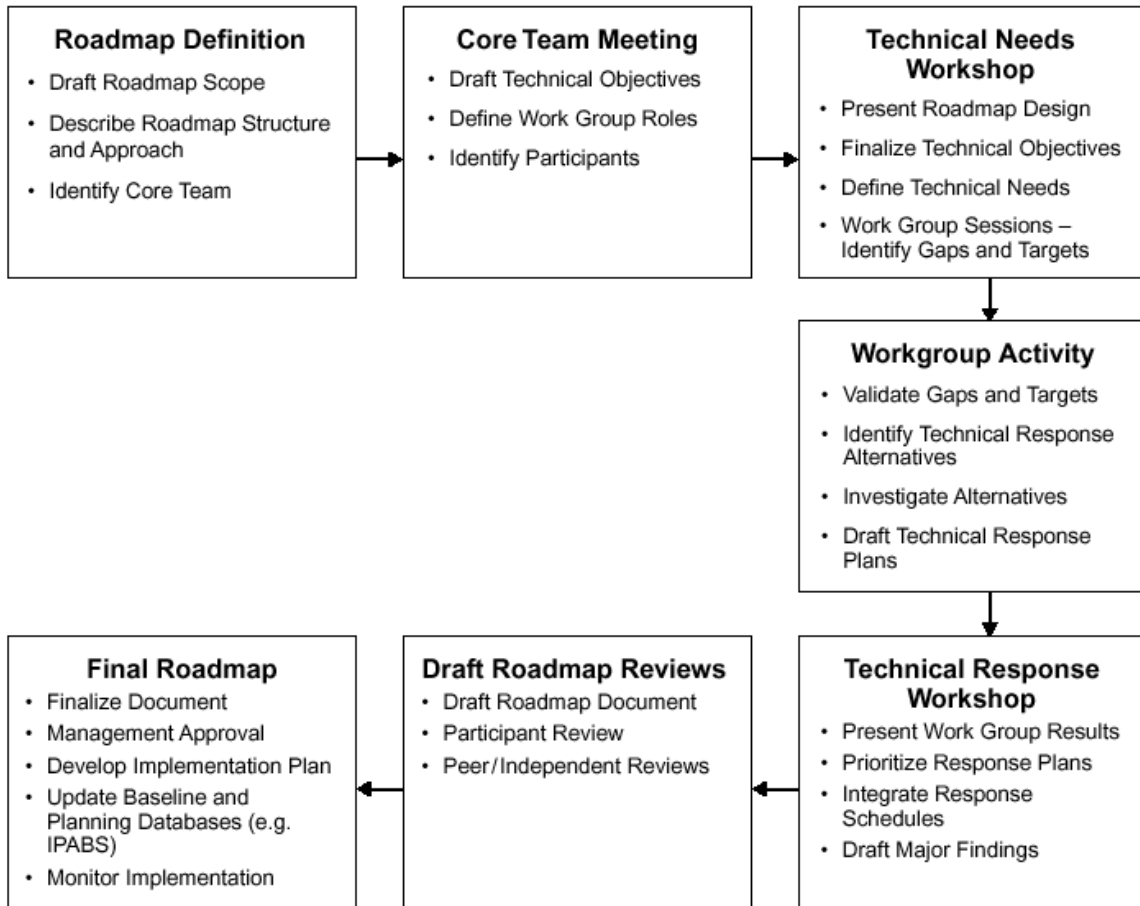 Roadmap Definition
• Draft Roadmap Scope
• Describe Roadmap Structure
and Approach
• Identify Core Team
Core Team Meeting
• Draft Technical Objectives
• Define Work Group Roles
• Identify Participants
Technical Needs
Workshop
• Present Roadmap Design
• Finalize Technical Objectives
• Define Technical Needs
• Work Group Sessions –
Identify Gaps and Targets
Workgroup Activity
• Validate Gaps and Targets
• Identify Technical Response
Alternatives
• Investigate Alternatives
• Draft Technical Response
Plans
Technical Response
Workshop
• Present Work Group Results
• Prioritize Response Plans
• Integrate Response
Schedules
• Draft Major Findings
Draft Roadmap Reviews
• Draft Roadmap Document
• Participant Review
• Peer/Independent Reviews
Final Roadmap
• Finalize Document
• Management Approval
• Develop Implementation Plan
• Update Baseline and
Planning Databases (e.g.
IPABS)
• Monitor Implementation